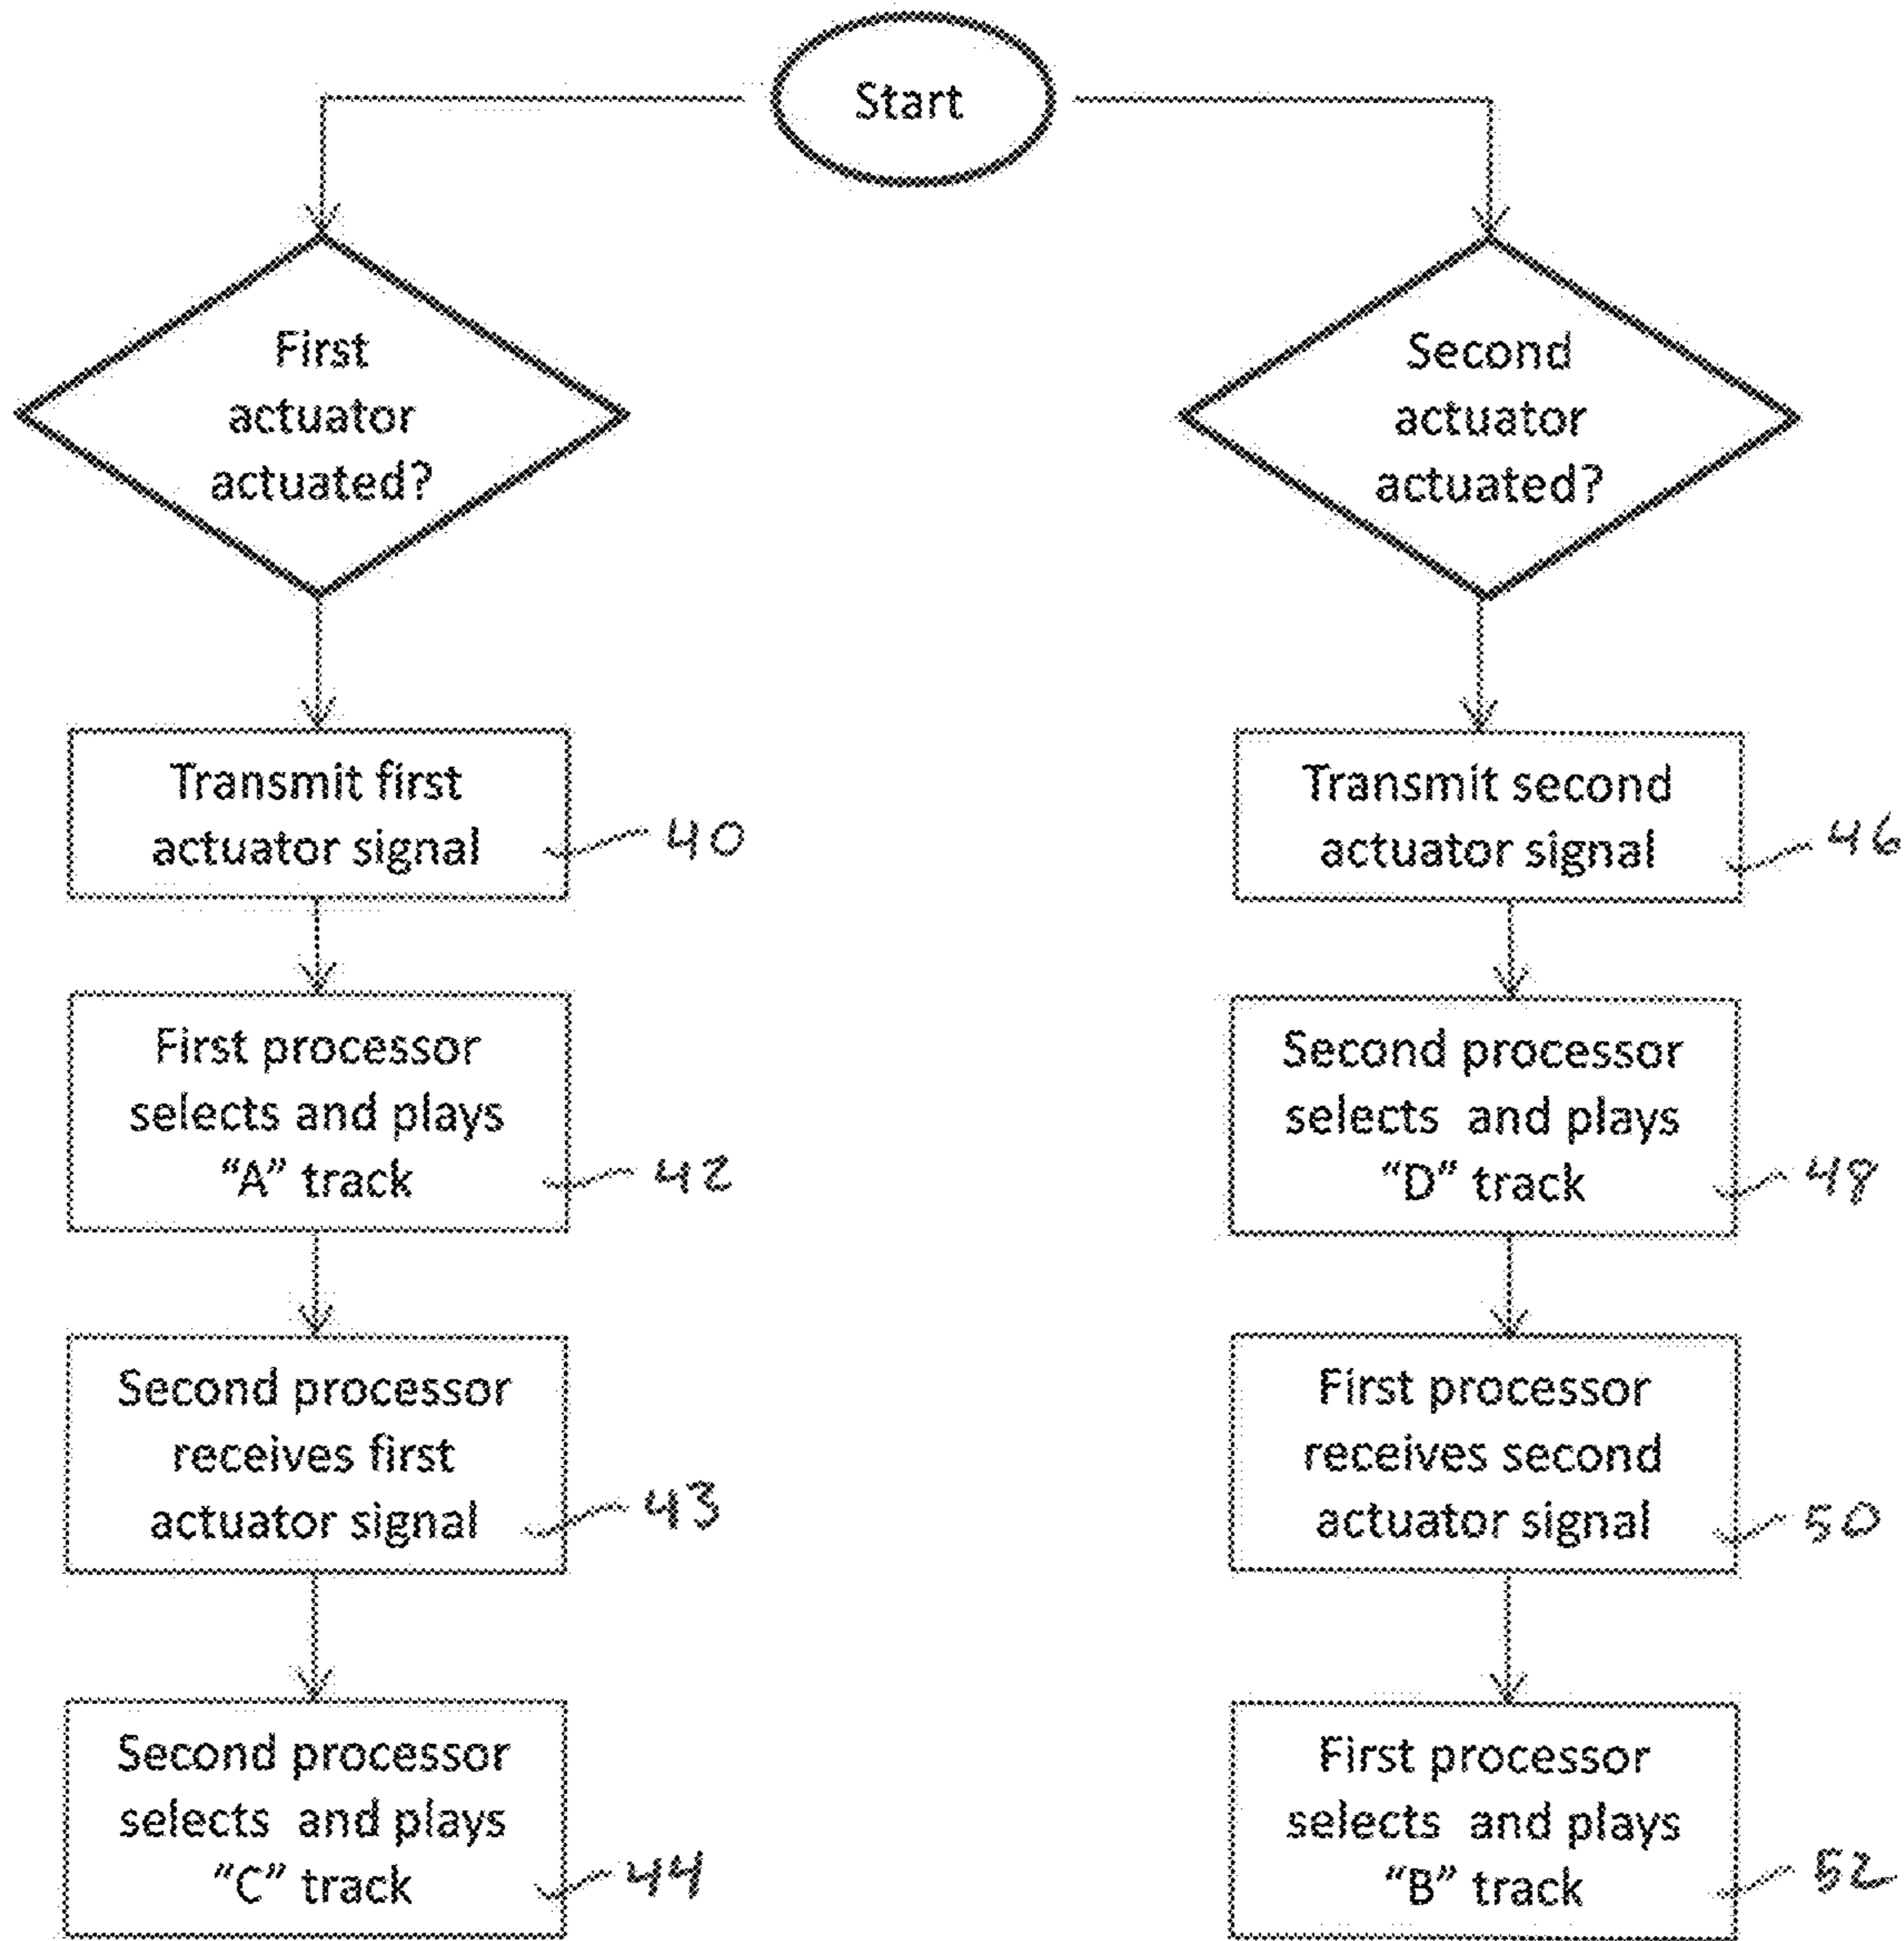 Start
First
actuator
actuated?
Transmit first
actuator signal
40
First processor
selects and plays
“A” track
42
Second processor
receives first
actuator signal
43
Second processor
selects and plays
“C” track
44
Second
actuator
actuated?
Transmit second
actuator signal
46
Second processor
selects and plays
“D” track
First processor
receives second
actuator signal
50
First processor
selects and plays
“B” track
52